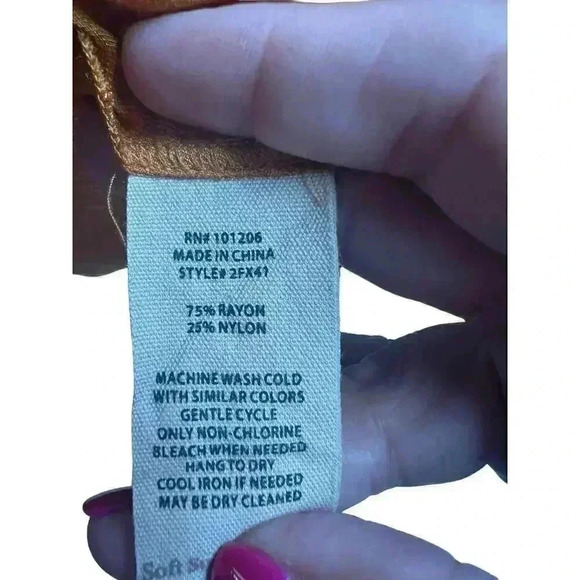 RN# 101206
MADE IN CHINA
STYLE# 2FX41
75% RAYON
25% NYLON
MACHINE WASH COLD
WITH SIMILAR COLORS
GENTLE CYCLE
ONLY NON-CHLORINE
BLEACH WHEN NEEDED
HANG TO DRY
COOL IRON IF NEEDED
MAY BE DRY CLEANED
Soft